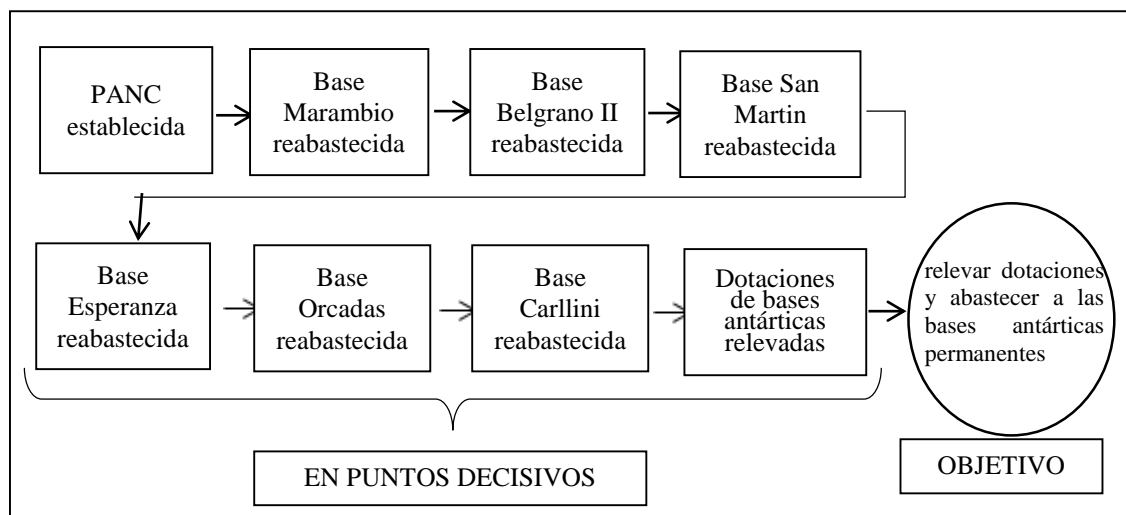 PANC
establecida
Base
Marambio
reabastecida
Base
Belgrano II
reabastecida
Base San
Martin
reabastecida
Base
Esperanza
reabastecida
Base
Orcadas
reabastecida
Base
Carllini
reabastecida
Dotaciones
de bases
antárticas
relevadas
relevar dotaciones
y abastecer a las
bases antárticas
permanentes
EN PUNTOS DECISIVOS
OBJETIVO